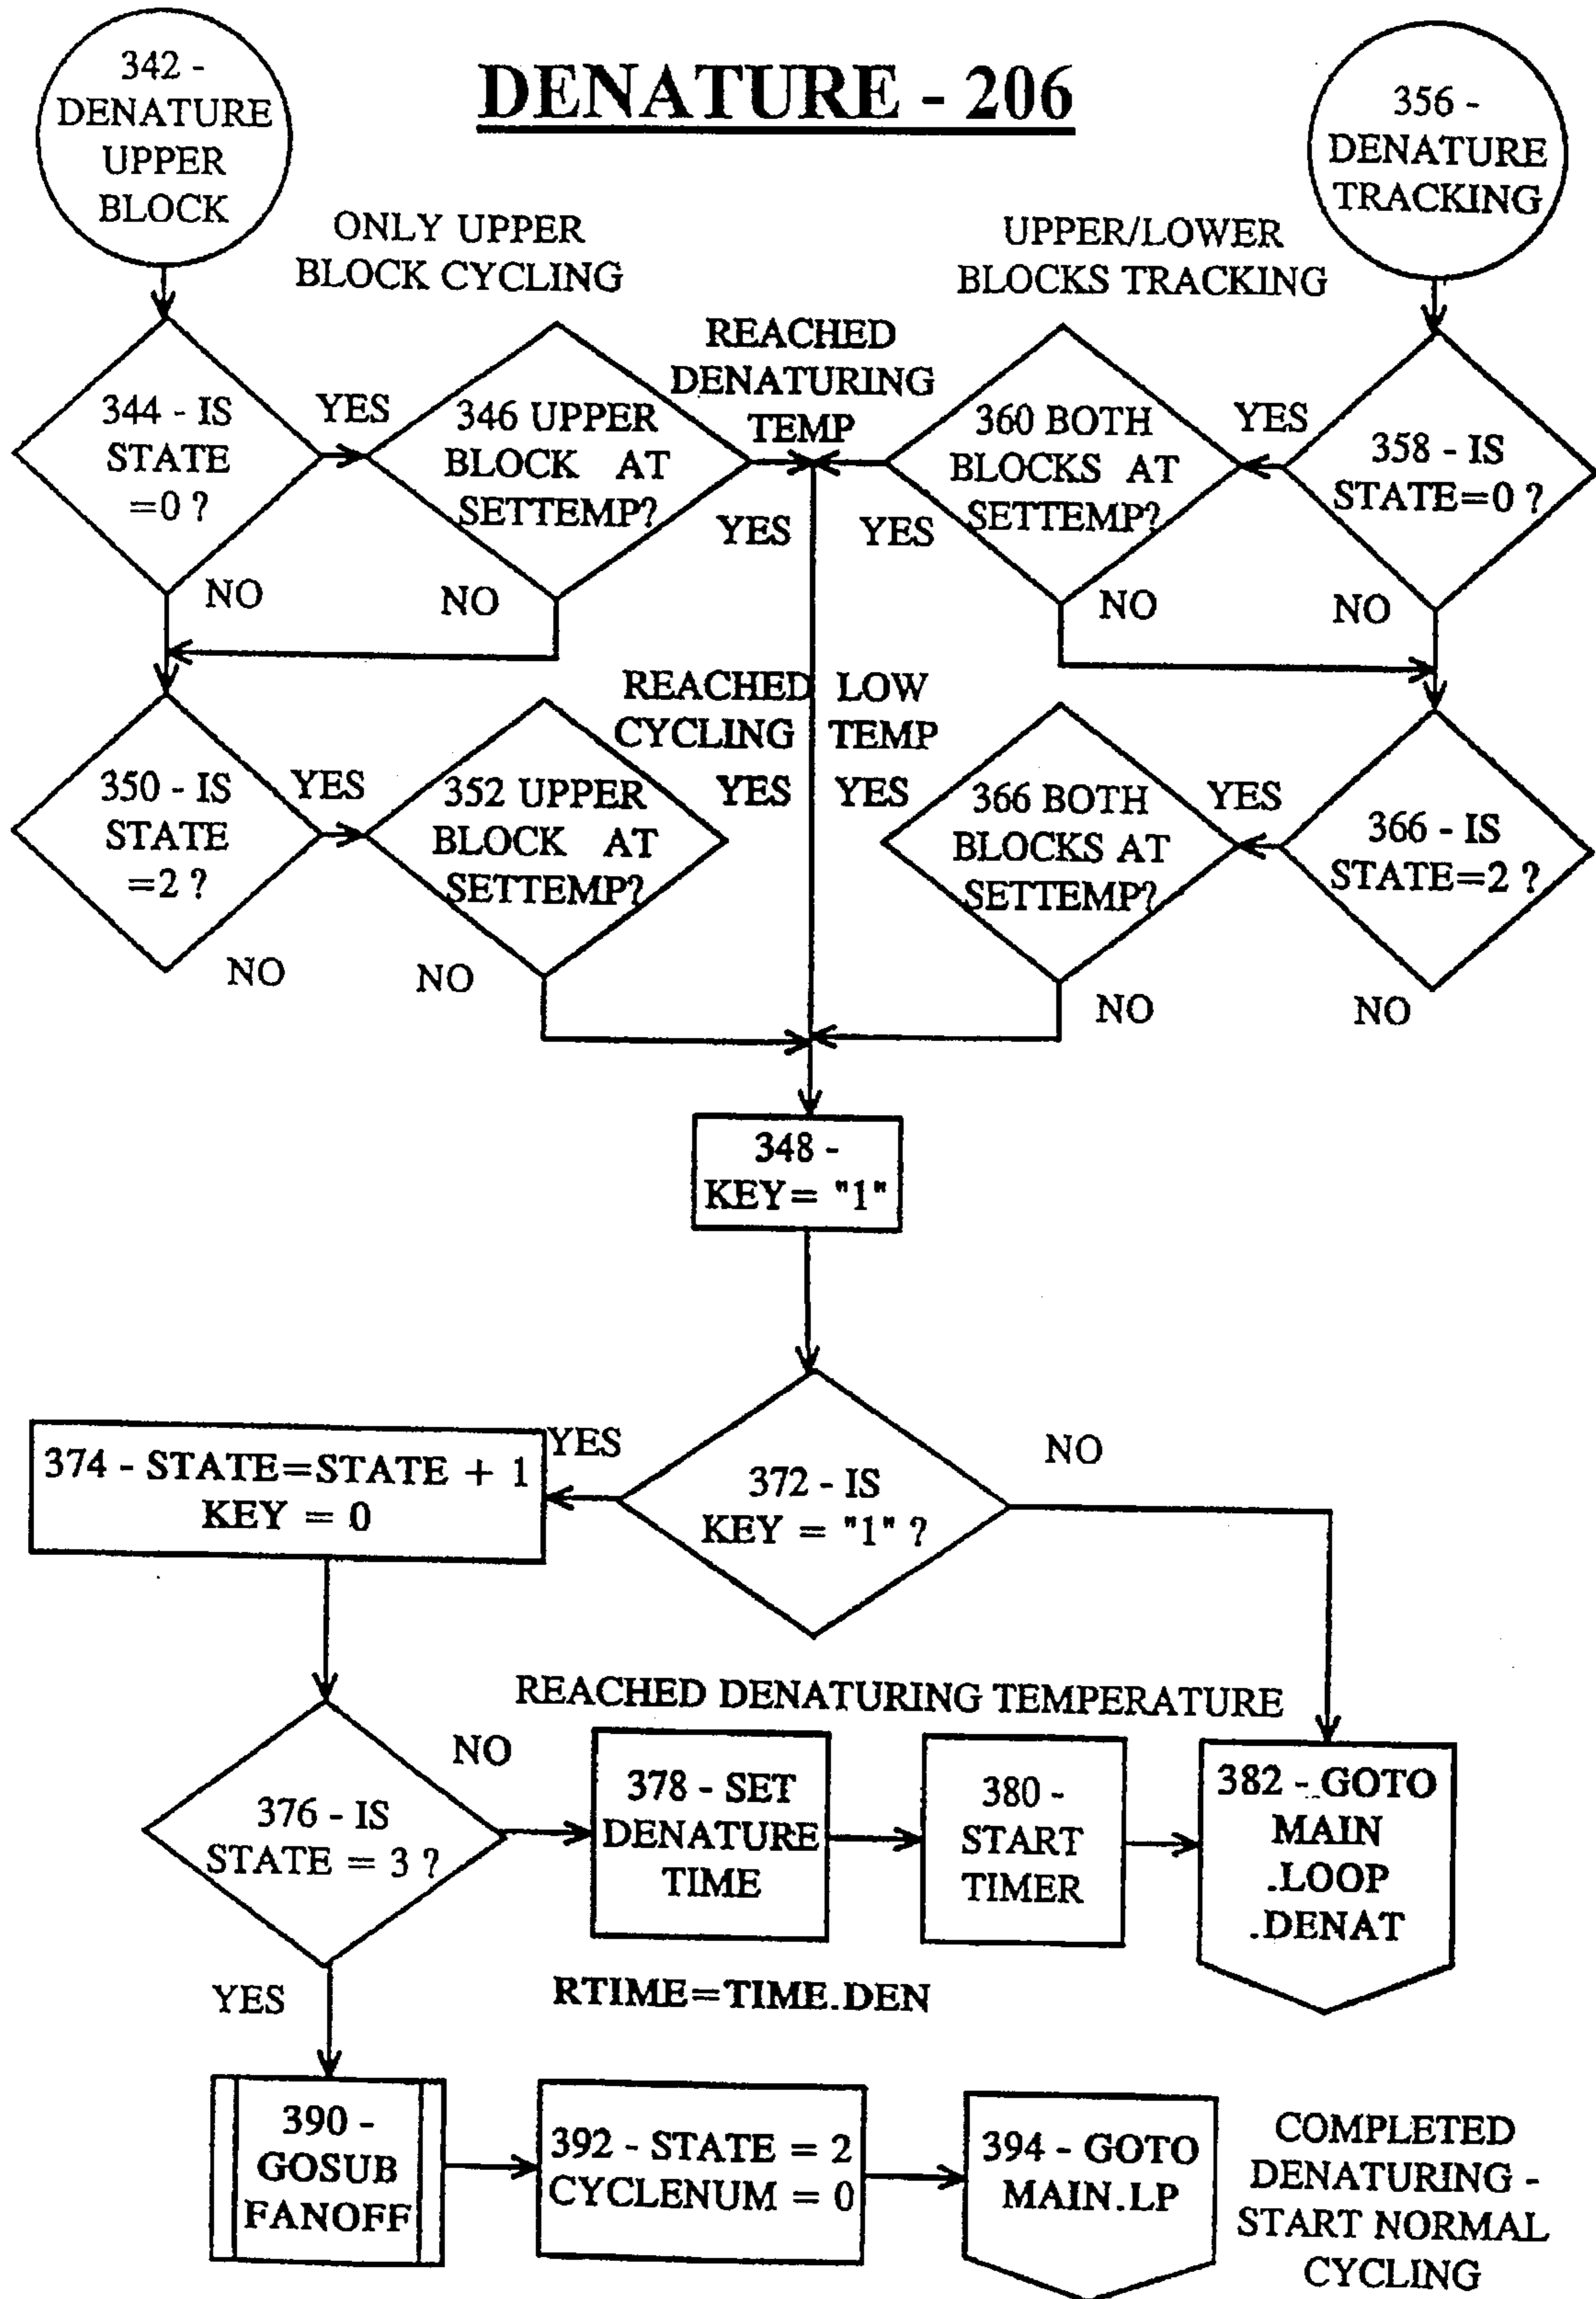 DENATURE - 206
342 -
DENATURE
UPPER
BLOCK
356 -
DENATURE
TRACKING
ONLY UPPER
BLOCK CYCLING
UPPER/LOWER
BLOCKS TRACKING
344 - IS
STATE
=0 ?
YES
NO
346 UPPER
BLOCK AT
SETTEMP?
YES
NO
REACHED
DENATURING
TEMP
360 BOTH
BLOCKS AT
SETTEMP?
YES
NO
358 - IS
STATE=0 ?
YES
NO
350 - IS
STATE
=2 ?
YES
NO
352 UPPER
BLOCK AT
SETTEMP?
YES
NO
REACHED LOW
CYCLING TEMP
366 BOTH
BLOCKS AT
SETTEMP?
YES
NO
366 - IS
STATE=2 ?
YES
NO
348 -
KEY= "1"
372 - IS
KEY = "1" ?
YES
NO
374 - STATE=STATE + 1
KEY = 0
376 - IS
STATE = 3 ?
NO
YES
REACHED DENATURING TEMPERATURE
378 - SET
DENATURE
TIME
380 -
START
TIMER
382 - GOTO
MAIN
.LOOP
.DENAT
RTIME=TIME.DEN
390 -
GOSUB
FANOFF
392 - STATE = 2
CYCLENUM = 0
394 - GOTO
MAIN.LP
COMPLETED
DENATURING -
START NORMAL
CYCLING